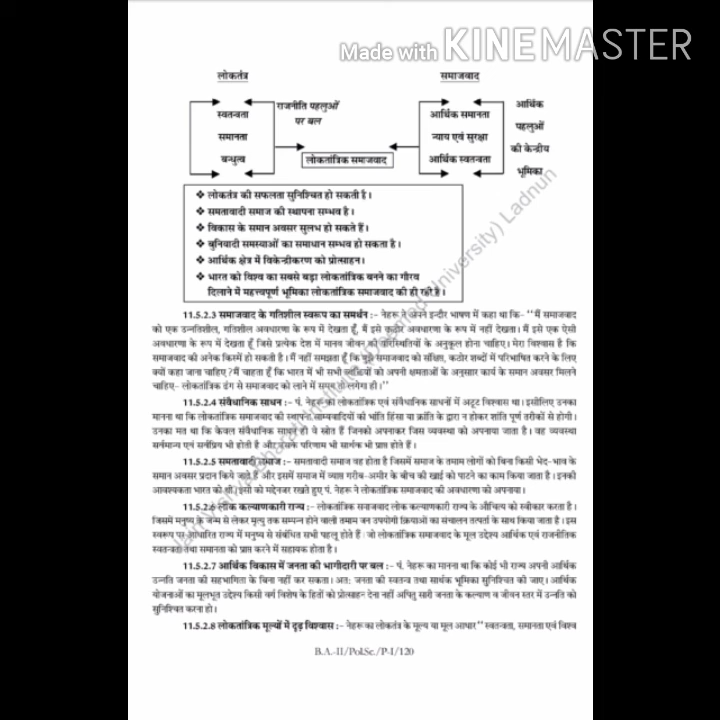 Made with KINEMASTER
लोकतंत्र
समाजवाद
स्वतन्वता
समानता
बन्धुत्व
राजनीति पहलुओं
पर बल
लोकतांत्रिक समाजवाद
आर्थिक समानता
न्याय एवं सुरक्षा
आर्थिक स्वतन्वता
आर्थिक
पहलुओं
की केन्द्रीय
भूमिका
❖ लोकतंत्र की सफलता सुनिश्चित हो सकती है।
❖ समतावादी समाज की स्थापना सम्भव है।
❖ विकास के समान अवसर सुलभ हो सकते हैं।
❖ बुनियादी समस्याओं का समाधान सम्भव हो सकता है।
❖ आर्थिक क्षेत्र में विकेन्द्रीकरण को प्रोत्साहन।
❖ भारत को विश्व का सबसे बड़ा लोकतांत्रिक बनने का गौरव
दिलाने में महत्त्वपूर्ण भूमिका लोकतांत्रिक समाजवाद की ही रही है।
11.5.2.3 समाजवाद के गतिशील स्वरूप का समर्थन :- नेहरू ने अपने इन्दौर भाषण में कहा था कि- "मैं समाजवाद
को एक उन्नतिशील, गतिशील अवधारणा के रूप में देखता हूँ, मैं इसे कठोर अवधारणा के रूप में नहीं देखता। मैं इसे एक ऐसी
अवधारणा के रूप में देखता हूँ जिसे प्रत्येक देश में मानव जीवन की परिस्थितियों के अनुकूल होना चाहिए। मेरा विश्वास है कि
समाजवाद की अनेक किस्में हो सकती है। मैं नहीं समझता हूँ कि मुझे समाजवाद को संक्षिप्त, कठोर शब्दों में परिभाषित करने के लिए
क्यों कहा जाना चाहिए? मैं चाहता हूँ कि भारत में भी सभी व्यक्तियों को अपनी क्षमताओं के अनुसार कार्य के समान अवसर मिलने
चाहिए- लोकतांत्रिक ढंग से समाजवाद को लाने में समय तो लगेगा ही।"
11.5.2.4 संवैधानिक साधन :- पं. नेहरू का लोकतांत्रिक एवं संवैधानिक साधनों में अटूट विश्वास था। इसीलिए उनका
मानना था कि लोकतांत्रिक समाजवाद की स्थापना साम्यवादियों को भांति हिंसा या क्रांति के द्वारा न होकर शांति पूर्ण तरीकों से होगी।
उनका मत था कि केवल संवैधानिक साधन ही वे स्रोत हैं जिनको अपनाकर जिस व्यवस्था को अपनाया जाता है। वह व्यवस्था
सर्वमान्य एवं सर्वप्रिय भी होती है और उसके परिणाम भी सार्थक भी प्राप्त होते हैं।
11.5.2.5 समतावादी समाज :- समतावादी समाज वह होता है जिसमें समाज के तमाम लोगों को बिना किसी भेद-भाव के
समान अवसर प्रदान किये जाते हैं और इसमें समाज में व्याप्त गरीब-अमीर के बीच की खाई को पाटने का काम किया जाता है। इनकी
आवश्यकता भारत को थी इसी को मद्देनजर रखते हुए पं. नेहरू ने लोकतांत्रिक समाजवाद की अवधारणा को अपनाया।
11.5.2.6 लोक कल्याणकारी राज्य :- लोकतांत्रिक सनाजवाद लोक कल्याणकारी राज्य के औचित्य को स्वीकार करता है।
जिसमें मनुष्य के जन्म से लेकर मृत्यु तक सम्पन्न होने वाली तमाम जन उपयोगी क्रियाओं का संचालन तत्परता के साथ किया जाता है। इस
स्वरूप पर आधारित राज्य में मनुष्य से संबंधित सभी पहलू होते हैं जो लोकतांत्रिक समाजवाद के मूल उद्देश्य आर्थिक एवं राजनैतिक
स्वतन्वता तथा समानता को प्राप्त करने में सहायक होता है।
11.5.2.7 आर्थिक विकास में जनता की भागीदारी पर बल :- पं. नेहरू का मानना था कि कोई भी राज्य अपनी आर्थिक
उन्नति जनता की सहभागिता के बिना नहीं कर सकता। अतः जनता की स्वतन्व तथा सार्थक भूमिका सुनिश्चित की जाए। आर्थिक
योजनाओं का मूलभूत उद्देश्य किसी वर्ग विशेष के हितों को प्रोत्साहन देना नहीं अपितु सारी जनता के कल्याण व जीवन स्तर में उन्नति को
सुनिश्चित करना हो।
11.5.2.8 लोकतांत्रिक मूल्यों में दृढ़ विश्वास :- नेहरू का लोकतंत्र के मूल्य या मूल आधार "स्वतन्वता, समानता एवं विश्व
B.A.-II/Pol.Sc./P-I/120